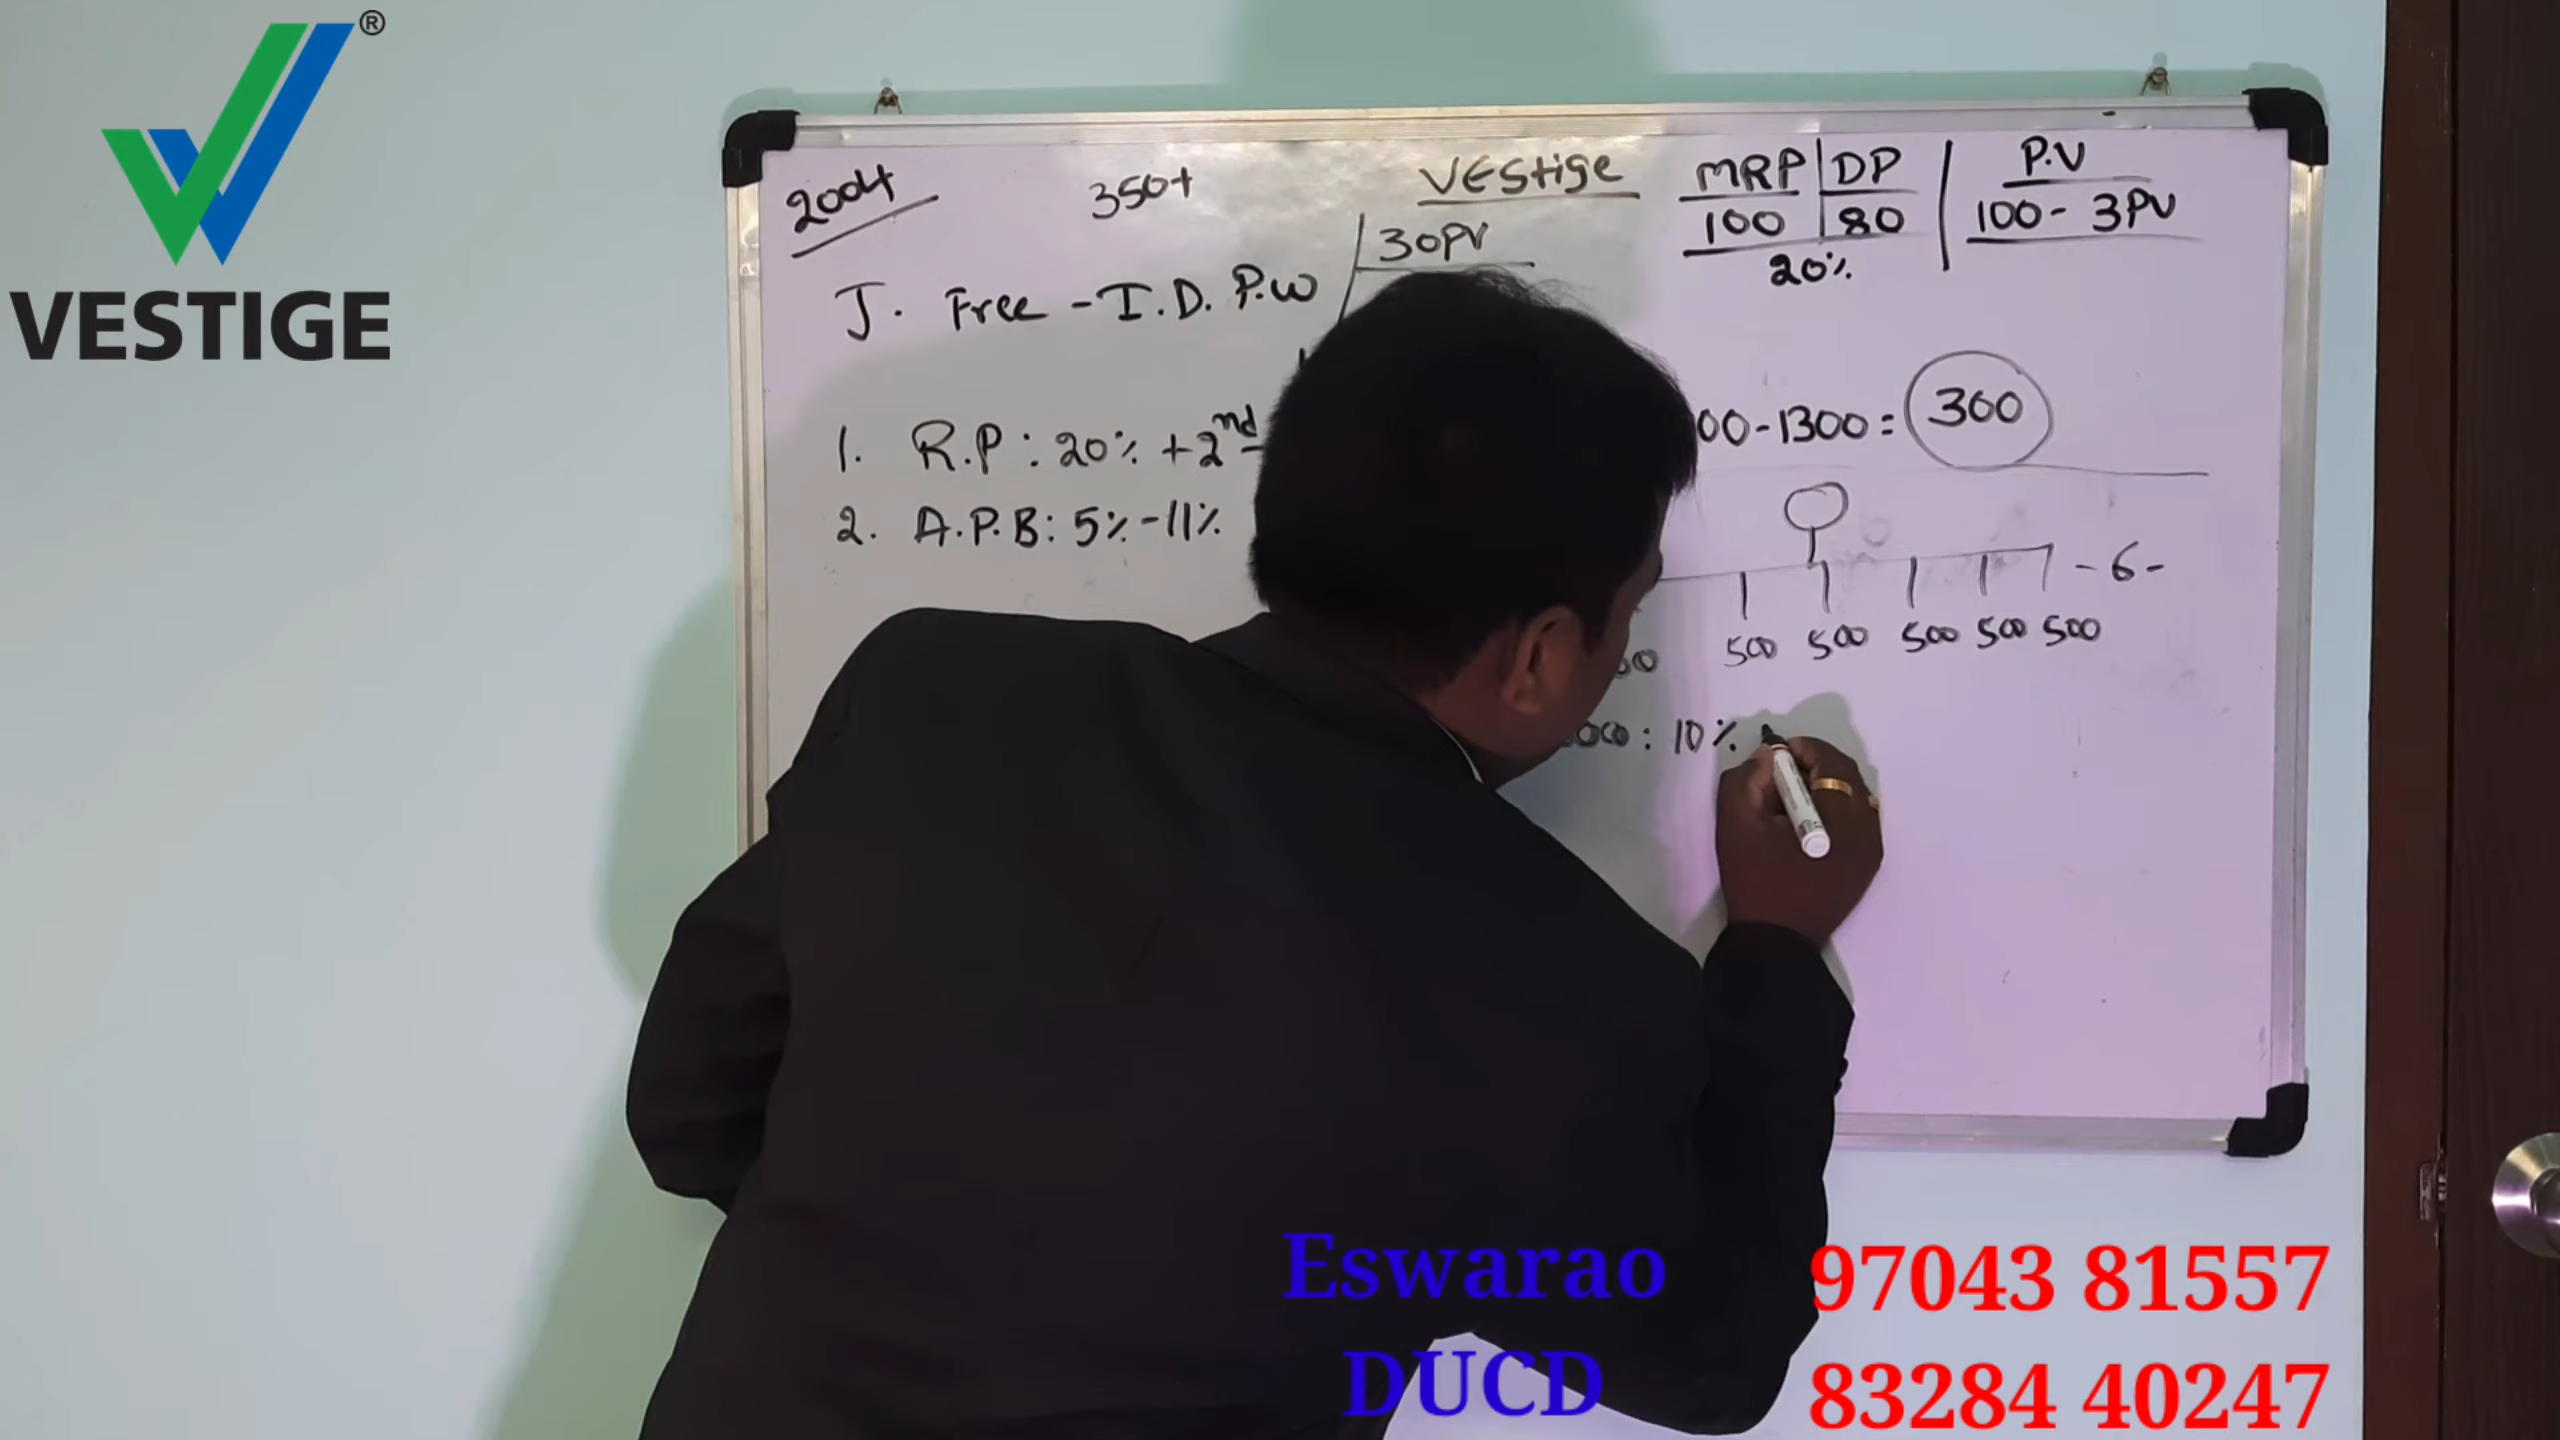 VESTIGE ®
2004 350+ VEStige MRP DP P.V
100 80 100 - 3PV
20%
30PV
J. Free - I.D. P.W
1. R.P : 20% + 2nd
00-1300 = 300
2. A.P.B: 5% - 11%
- 6 -
500 500 500 500 500
: 10%
Eswarao 97043 81557
DUCD 83284 40247